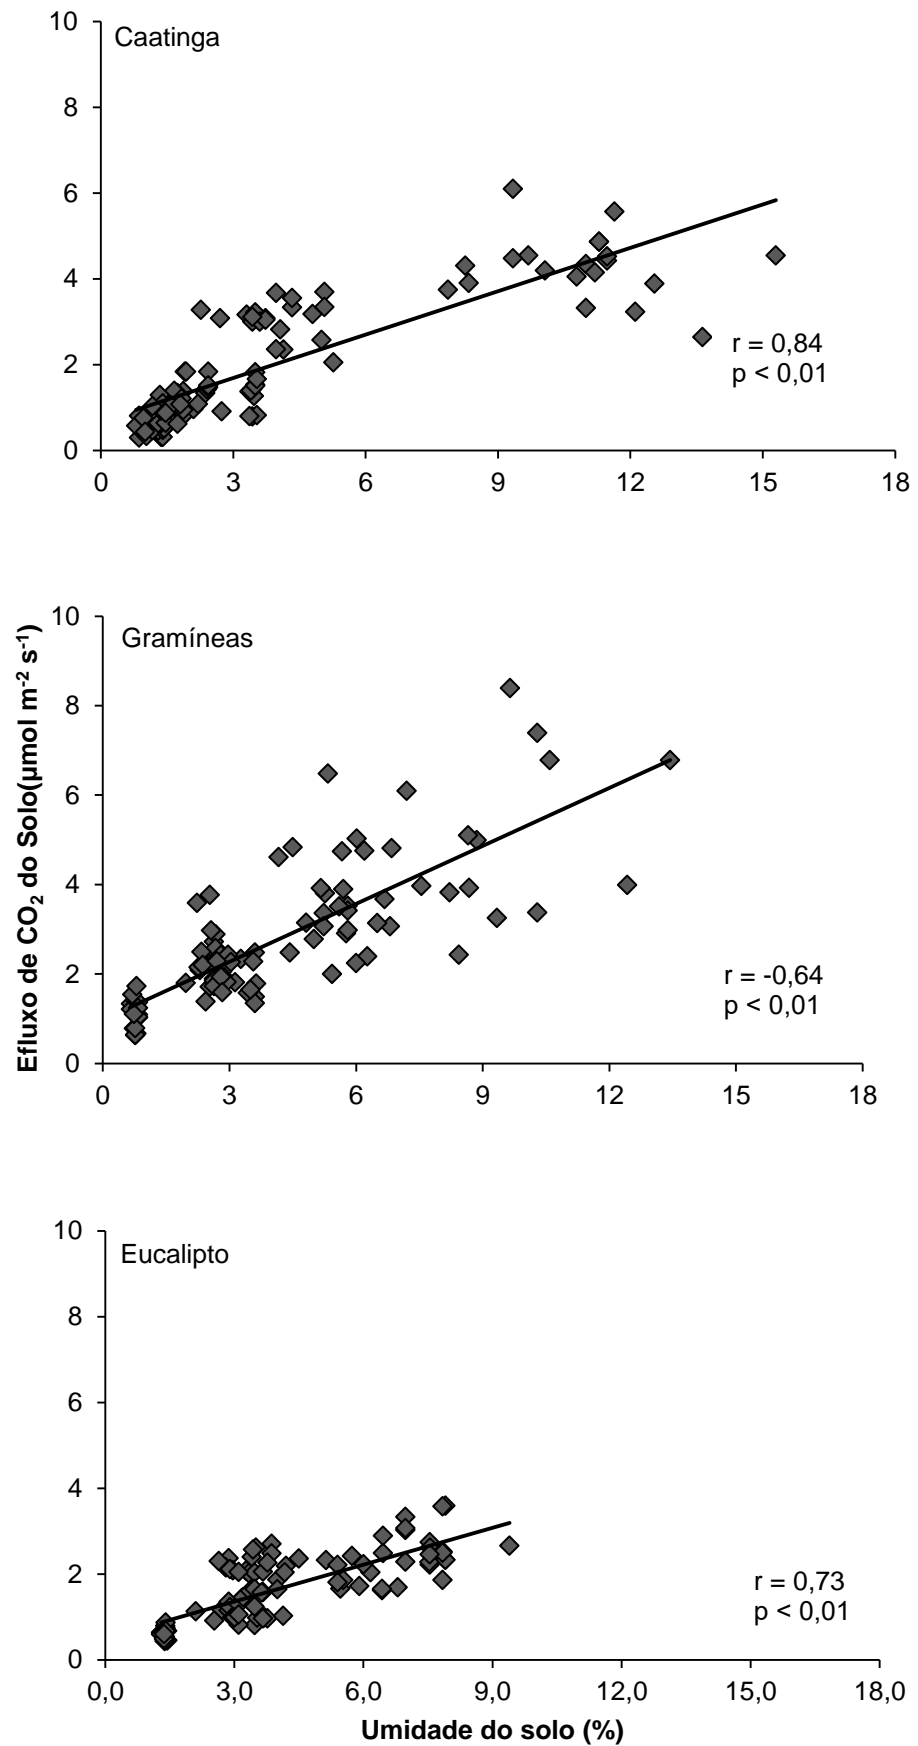 10
Caatinga
8
6
4
r = 0,84
2
p < 0,01
0
0 3 6 9 12 15 18
Efluxo de CO₂ do Solo(µmol m⁻² s⁻¹)
10
Gramíneas
8
6
4
2
r = -0,64
p < 0,01
0
0 3 6 9 12 15 18
10
Eucalipto
8
6
4
2
r = 0,73
p < 0,01
0
0,0 3,0 6,0 9,0 12,0 15,0 18,0
Umidade do solo (%)